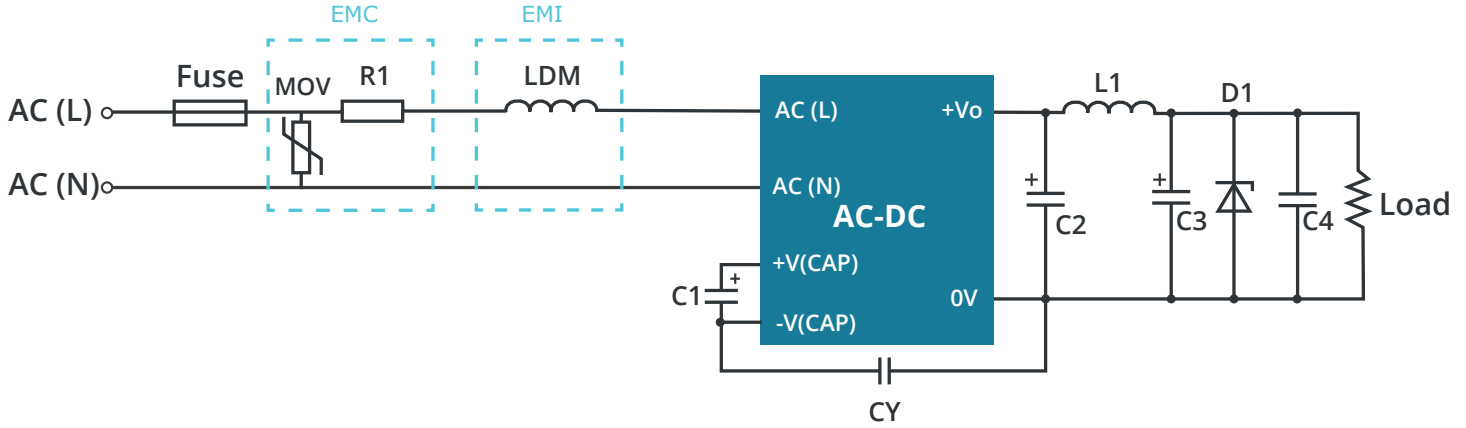 EMC
EMI
Fuse
MOV
R1
LDM
AC (L)
AC (N)
AC (L)
AC (N)
AC-DC
+V(CAP)
-V(CAP)
+Vo
0V
C1
+
CY
L1
D1
+
C2
+
C3
C4
Load